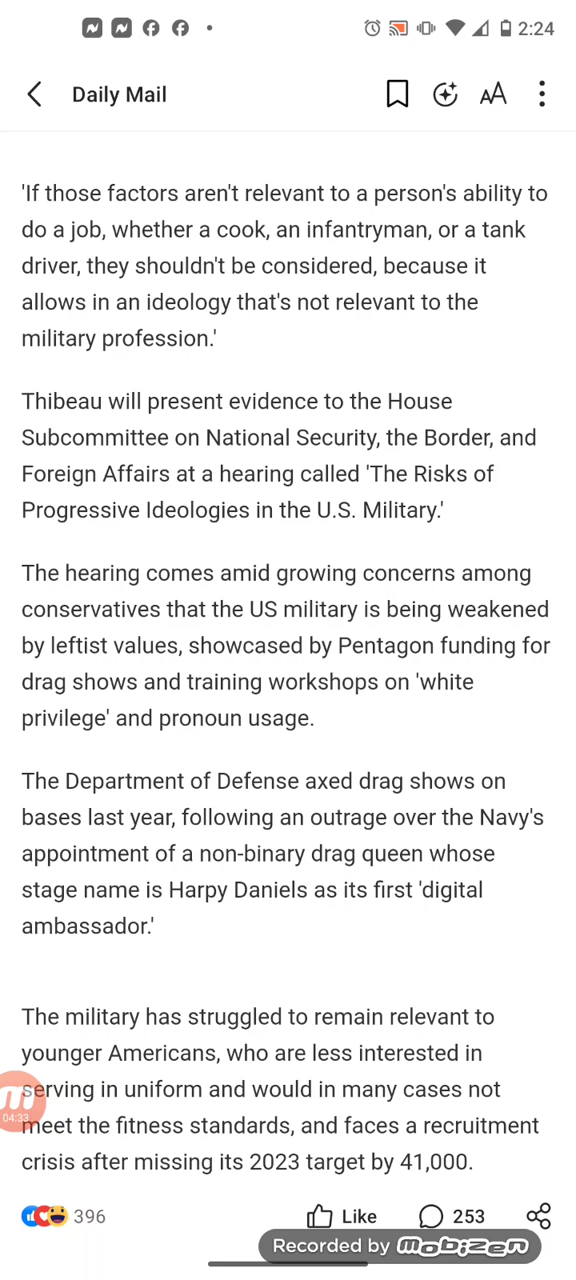 2:24
Daily Mail
AA
'If those factors aren't relevant to a person's ability to
do a job, whether a cook, an infantryman, or a tank
driver, they shouldn't be considered, because it
allows in an ideology that's not relevant to the
military profession.'
Thibeau will present evidence to the House
Subcommittee on National Security, the Border, and
Foreign Affairs at a hearing called 'The Risks of
Progressive Ideologies in the U.S. Military.'
The hearing comes amid growing concerns among
conservatives that the US military is being weakened
by leftist values, showcased by Pentagon funding for
drag shows and training workshops on 'white
privilege' and pronoun usage.
The Department of Defense axed drag shows on
bases last year, following an outrage over the Navy's
appointment of a non-binary drag queen whose
stage name is Harpy Daniels as its first 'digital
ambassador.'
The military has struggled to remain relevant to
younger Americans, who are less interested in
serving in uniform and would in many cases not
04:33
meet the fitness standards, and faces a recruitment
crisis after missing its 2023 target by 41,000.
396 Like 253
Recorded by mobizen